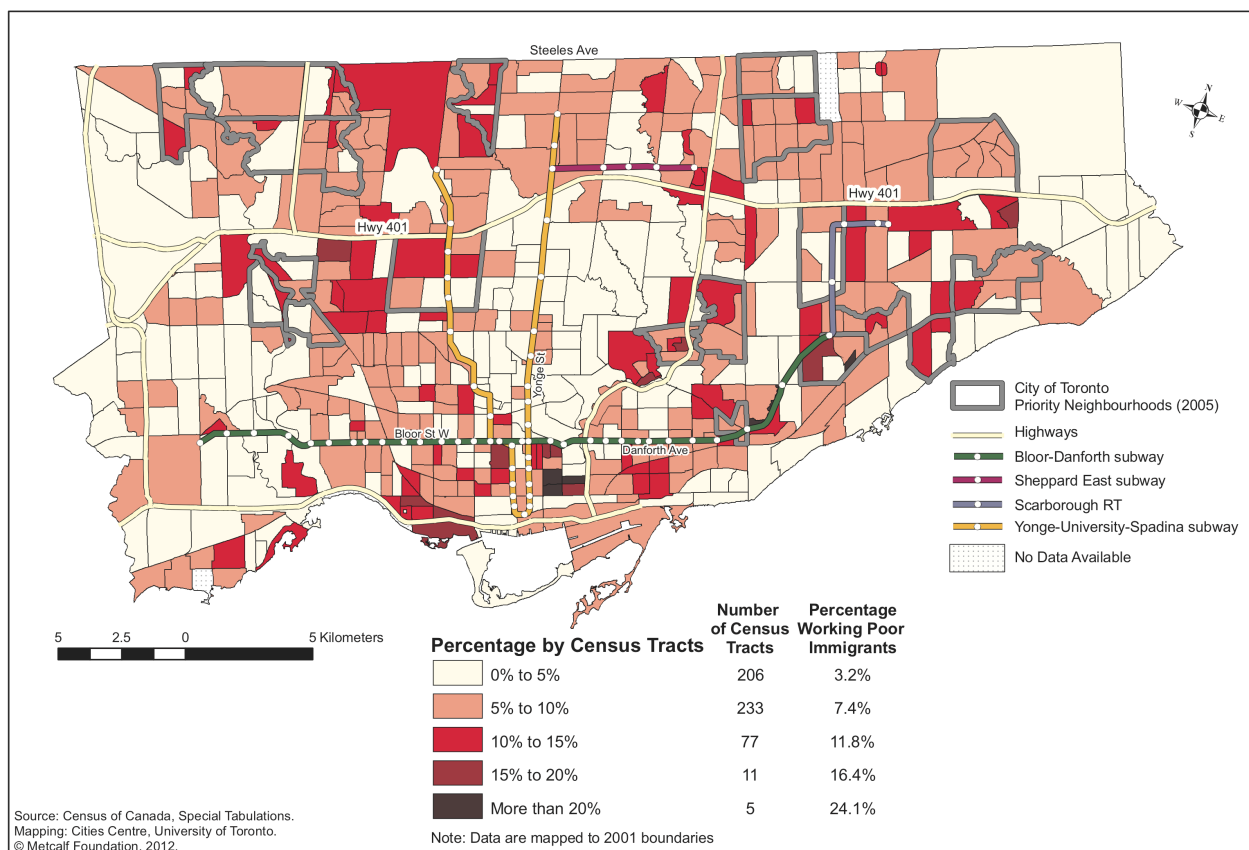 Steeles Ave
N
W
E
S
Hwy 401
Hwy 401
Yonge St
Bloor St W
Danforth Ave
City of Toronto
Priority Neighbourhoods (2005)
Highways
Bloor-Danforth subway
Sheppard East subway
Scarborough RT
Yonge-University-Spadina subway
No Data Available
5 2.5 0 5 Kilometers
Percentage by Census Tracts
Number
of Census
Tracts
Percentage
Working Poor
Immigrants
0% to 5% 206 3.2%
5% to 10% 233 7.4%
10% to 15% 77 11.8%
15% to 20% 11 16.4%
More than 20% 5 24.1%
Note: Data are mapped to 2001 boundaries
Source: Census of Canada, Special Tabulations.
Mapping: Cities Centre, University of Toronto.
© Metcalf Foundation, 2012.